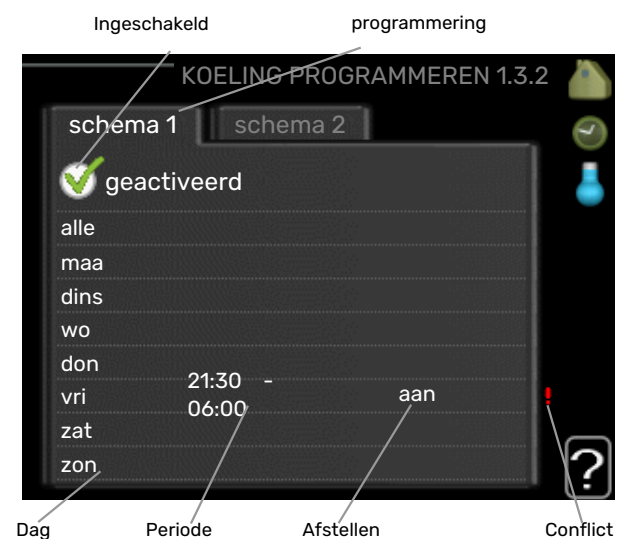 Ingeschakeld programmering
KOELING PROGRAMMEREN 1.3.2
schema 1 schema 2
geactiveerd
alle
maa
dins
wo
don
vri 21:30 - aan !
06:00
zat
zon
?
Dag Periode Afstellen Conflict